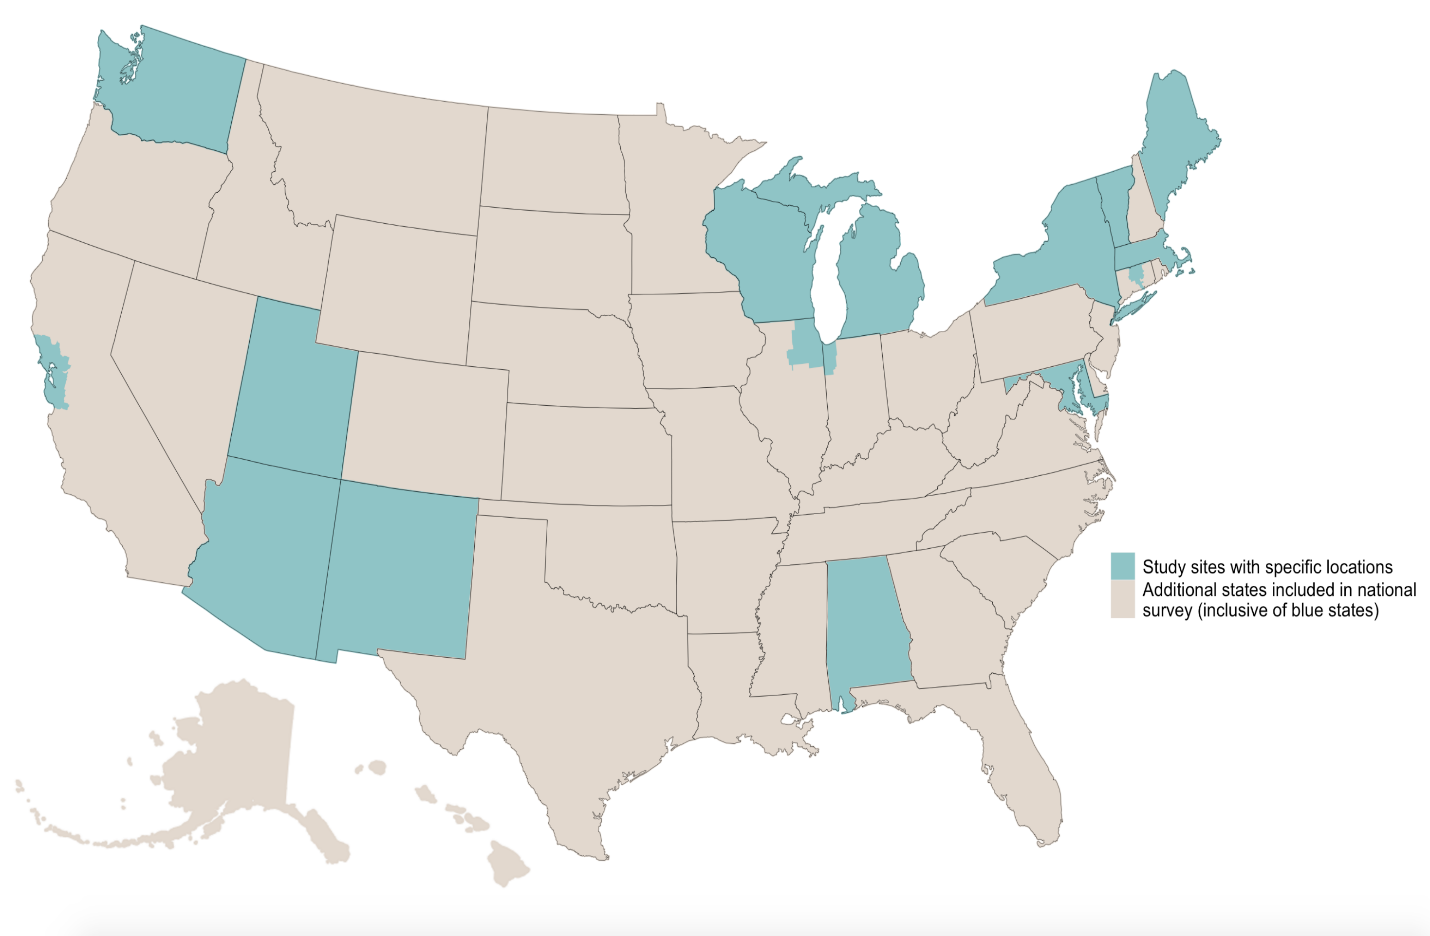 Study sites with specific locations
Additional states included in national
survey (inclusive of blue states)